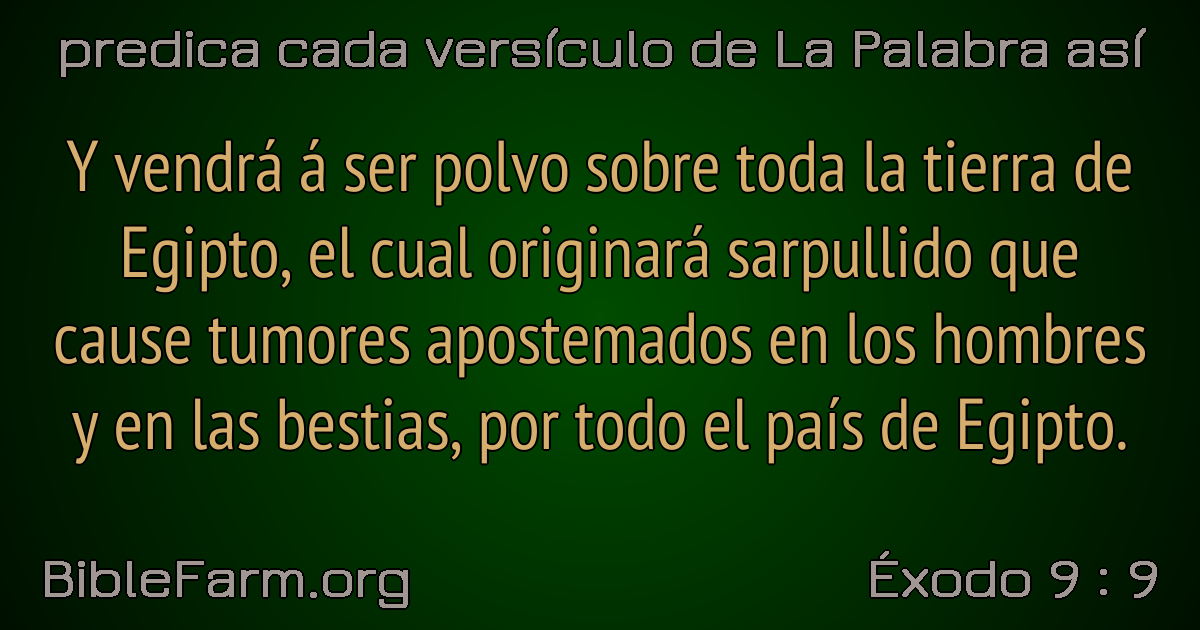 predica cada versículo de La Palabra así
Y vendrá á ser polvo sobre toda la tierra de
Egipto, el cual originará sarpullido que
cause tumores apostemados en los hombres
y en las bestias, por todo el país de Egipto.
BibleFarm.org
Éxodo 9 : 9